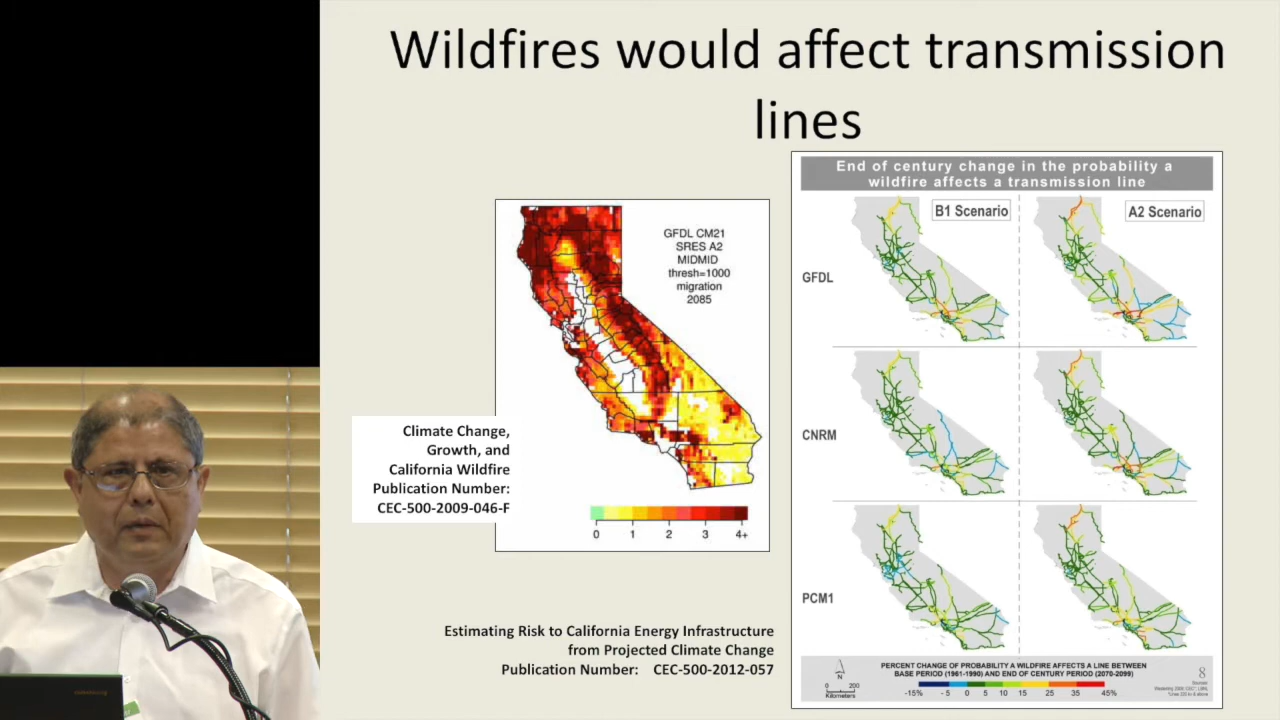 Wildfires would affect transmission
lines
End of century change in the probability a
wildfire affects a transmission line
B1 Scenario
A2 Scenario
GFDL CM21
SRES A2
MIDMID
thresh=1000
migration
2085
GFDL
CNRM
PCM1
Climate Change,
Growth, and
California Wildfire
Publication Number:
CEC-500-2009-046-F
0 1 2 3 4+
Estimating Risk to California Energy Infrastructure
from Projected Climate Change
Publication Number: CEC-500-2012-057
N
0 200
Kilometers
PERCENT CHANGE OF PROBABILITY A WILDFIRE AFFECTS A LINE BETWEEN
BASE PERIOD (1961-1990) AND END OF CENTURY PERIOD (2070-2099)
-15% -5 0 5 10 15 25 35 45%
8